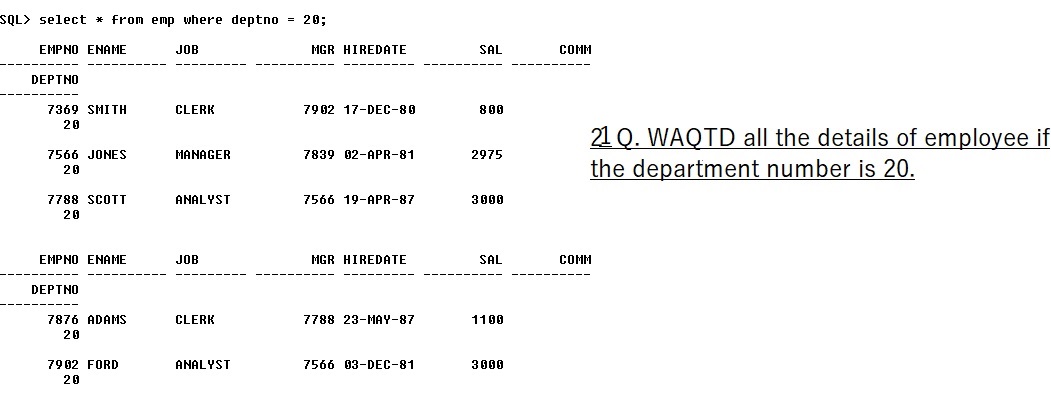 SQL> select * from emp where deptno = 20;
EMPNO ENAME JOB MGR HIREDATE SAL COMM
---------- ---------- --------- ---------- --------- ---------- ----------
DEPTNO
----------
7369 SMITH CLERK 7902 17-DEC-80 800
20
7566 JONES MANAGER 7839 02-APR-81 2975
20
7788 SCOTT ANALYST 7566 19-APR-87 3000
20
EMPNO ENAME JOB MGR HIREDATE SAL COMM
---------- ---------- --------- ---------- --------- ---------- ----------
DEPTNO
----------
7876 ADAMS CLERK 7788 23-MAY-87 1100
20
7902 FORD ANALYST 7566 03-DEC-81 3000
20
21 Q. WAQTD all the details of employee if
the department number is 20.